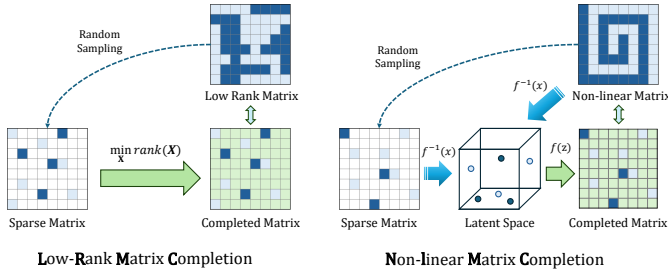 Random
Sampling
Low Rank Matrix
min rank(X)
X
Sparse Matrix
Completed Matrix
Low-Rank Matrix Completion
Random
Sampling
f⁻¹(x)
Non-linear Matrix
f⁻¹(x)
f(z)
Sparse Matrix
Latent Space
Completed Matrix
Non-linear Matrix Completion